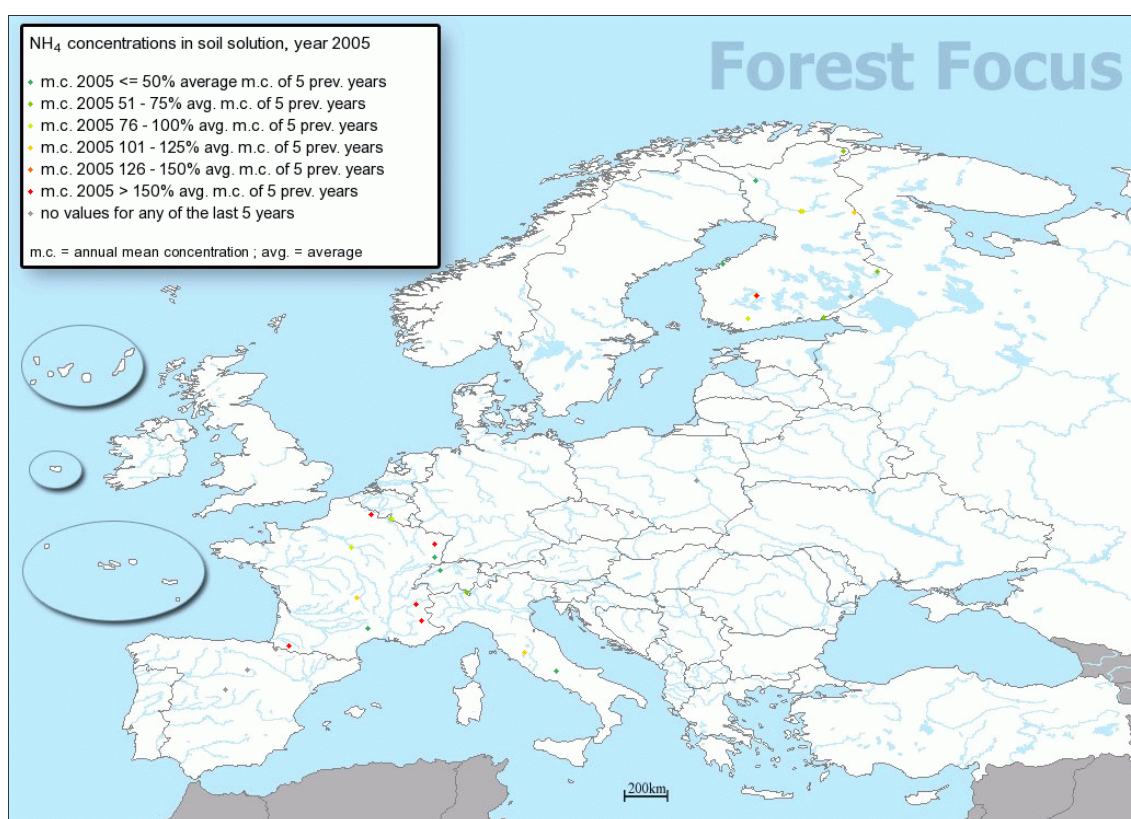 NH₄ concentrations in soil solution, year 2005
m.c. 2005 <= 50% average m.c. of 5 prev. years
m.c. 2005 51 - 75% avg. m.c. of 5 prev. years
m.c. 2005 76 - 100% avg. m.c. of 5 prev. years
m.c. 2005 101 - 125% avg. m.c. of 5 prev. years
m.c. 2005 126 - 150% avg. m.c. of 5 prev. years
m.c. 2005 > 150% avg. m.c. of 5 prev. years
no values for any of the last 5 years
m.c. = annual mean concentration ; avg. = average
Forest Focus
200km